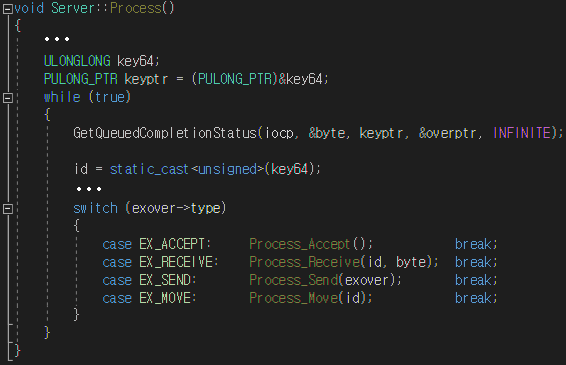 void Server::Process()
{
...
ULONGLONG key64;
PULONG_PTR keyptr = (PULONG_PTR)&key64;
while (true)
{
GetQueuedCompletionStatus(iocp, &byte, keyptr, &overptr, INFINITE);
id = static_cast<unsigned>(key64);
...
switch (exover->type)
{
case EX_ACCEPT: Process_Accept(); break;
case EX_RECEIVE: Process_Receive(id, byte); break;
case EX_SEND: Process_Send(exover); break;
case EX_MOVE: Process_Move(id); break;
}
}
}